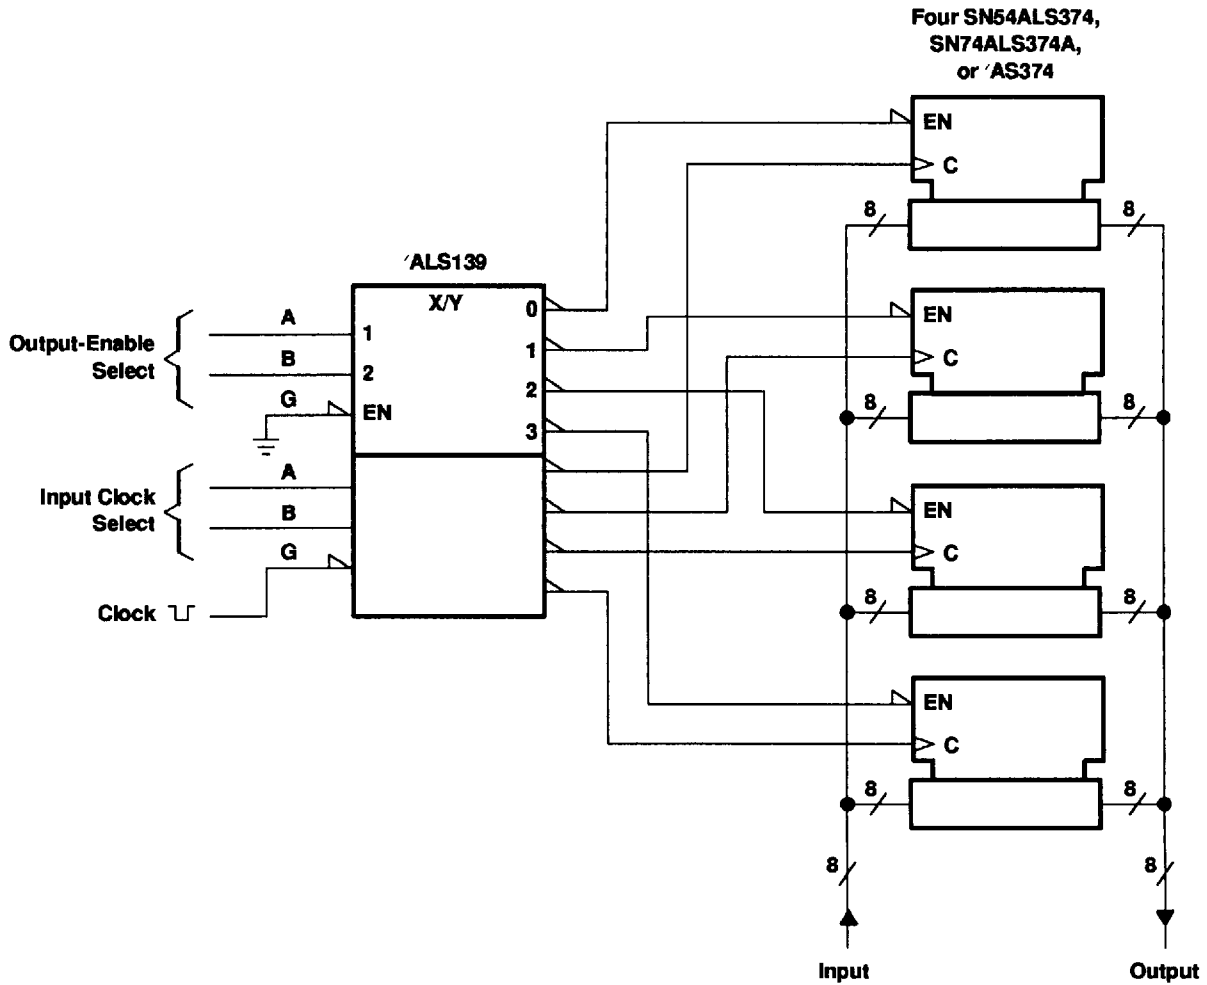 Four SN54ALS374,
SN74ALS374A,
or ′AS374
EN
C
8
8
′ALS139
X/Y
0
1
2
3
Output-Enable
Select
A
1
B
2
G
EN
Input Clock
Select
A
B
G
Clock
EN
C
8
8
EN
C
8
8
EN
C
8
8
8
8
Input
Output